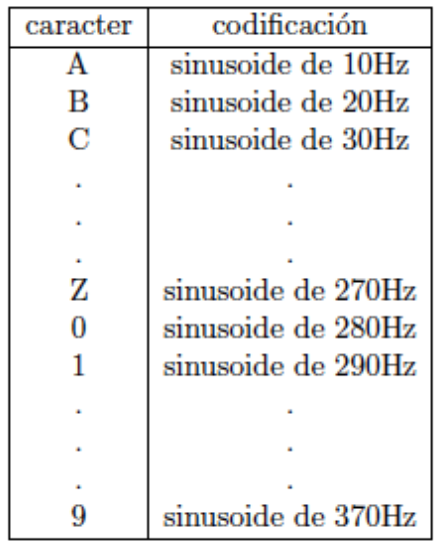 caracter codificación
A sinusoide de 10Hz
B sinusoide de 20Hz
C sinusoide de 30Hz
. .
. .
. .
Z sinusoide de 270Hz
0 sinusoide de 280Hz
1 sinusoide de 290Hz
. .
. .
. .
9 sinusoide de 370Hz